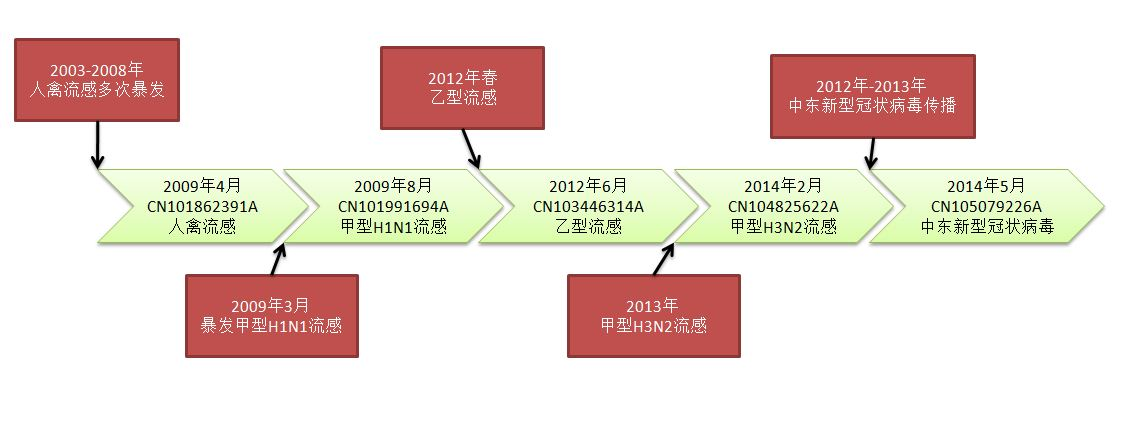 2003-2008年
人禽流感多次暴发
2012年春
乙型流感
2012年-2013年
中东新型冠状病毒传播
2009年4月
CN101862391A
人禽流感
2009年8月
CN101991694A
甲型H1N1流感
2012年6月
CN103446314A
乙型流感
2014年2月
CN104825622A
甲型H3N2流感
2014年5月
CN105079226A
中东新型冠状病毒
2009年3月
暴发甲型H1N1流感
2013年
甲型H3N2流感